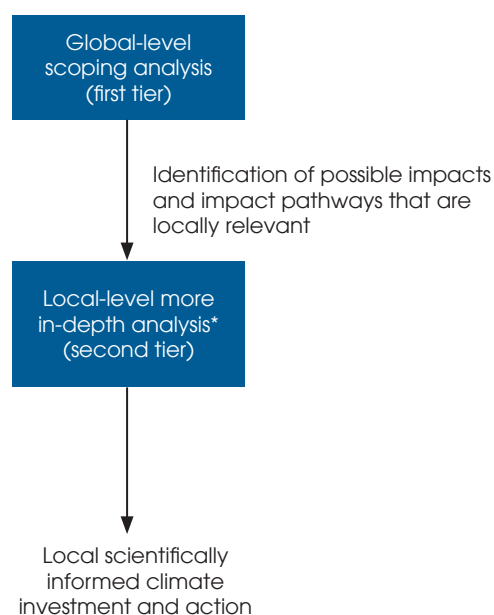 Global-level
scoping analysis
(first tier)
Identification of possible impacts
and impact pathways that are
locally relevant
Local-level more
in-depth analysis*
(second tier)
Local scientifically
informed climate
investment and action